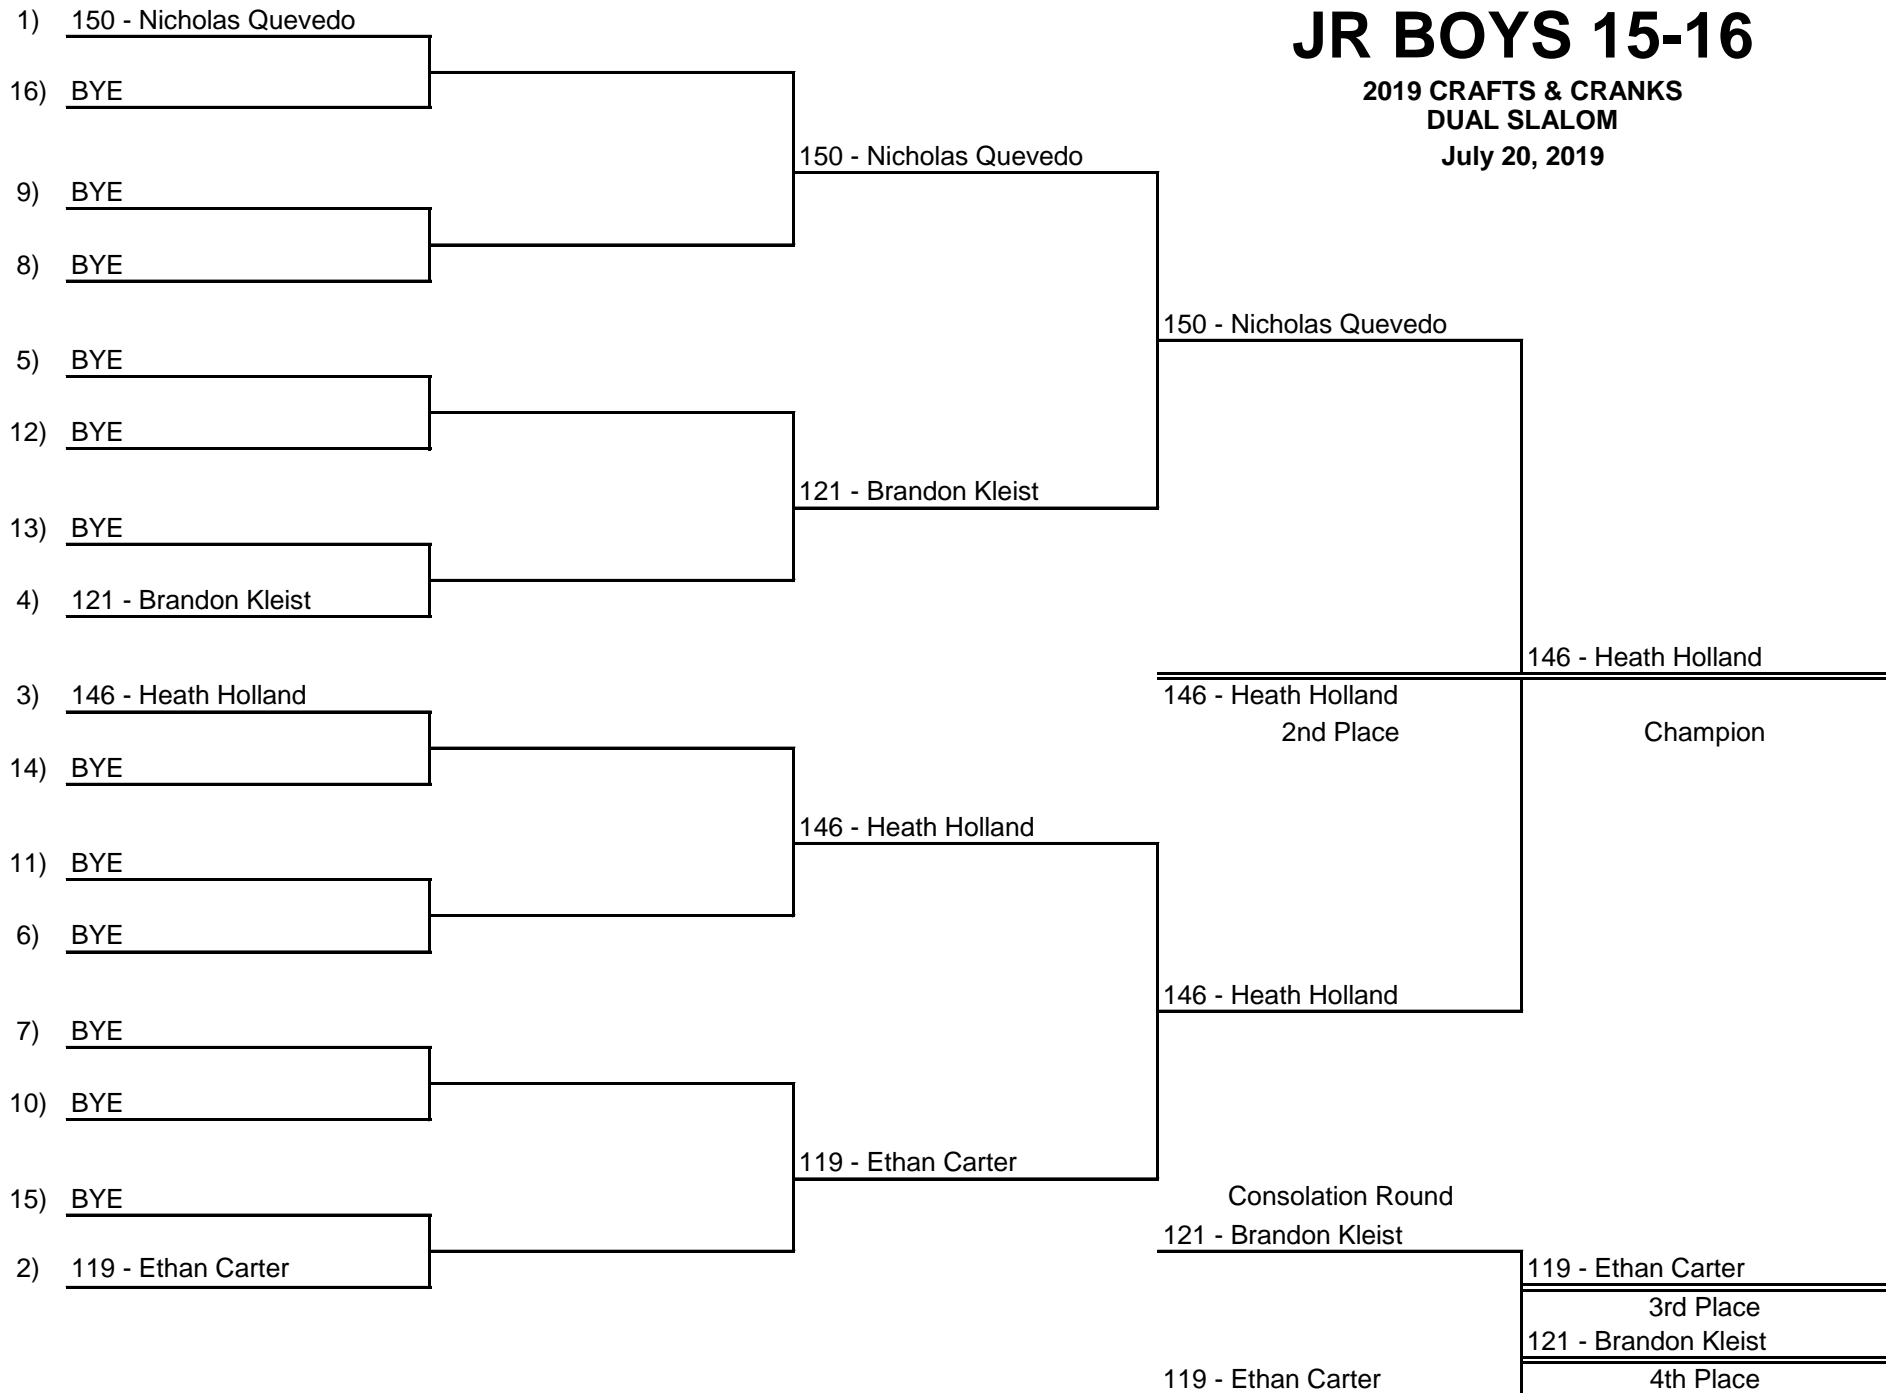 JR BOYS 15-16
2019 CRAFTS & CRANKS
DUAL SLALOM
July 20, 2019
1) 150 - Nicholas Quevedo
16) BYE
150 - Nicholas Quevedo
9) BYE
8) BYE
150 - Nicholas Quevedo
5) BYE
12) BYE
121 - Brandon Kleist
13) BYE
4) 121 - Brandon Kleist
146 - Heath Holland
Champion
146 - Heath Holland
2nd Place
3) 146 - Heath Holland
14) BYE
146 - Heath Holland
11) BYE
6) BYE
146 - Heath Holland
7) BYE
10) BYE
119 - Ethan Carter
15) BYE
2) 119 - Ethan Carter
Consolation Round
121 - Brandon Kleist
119 - Ethan Carter
3rd Place
121 - Brandon Kleist
4th Place
119 - Ethan Carter